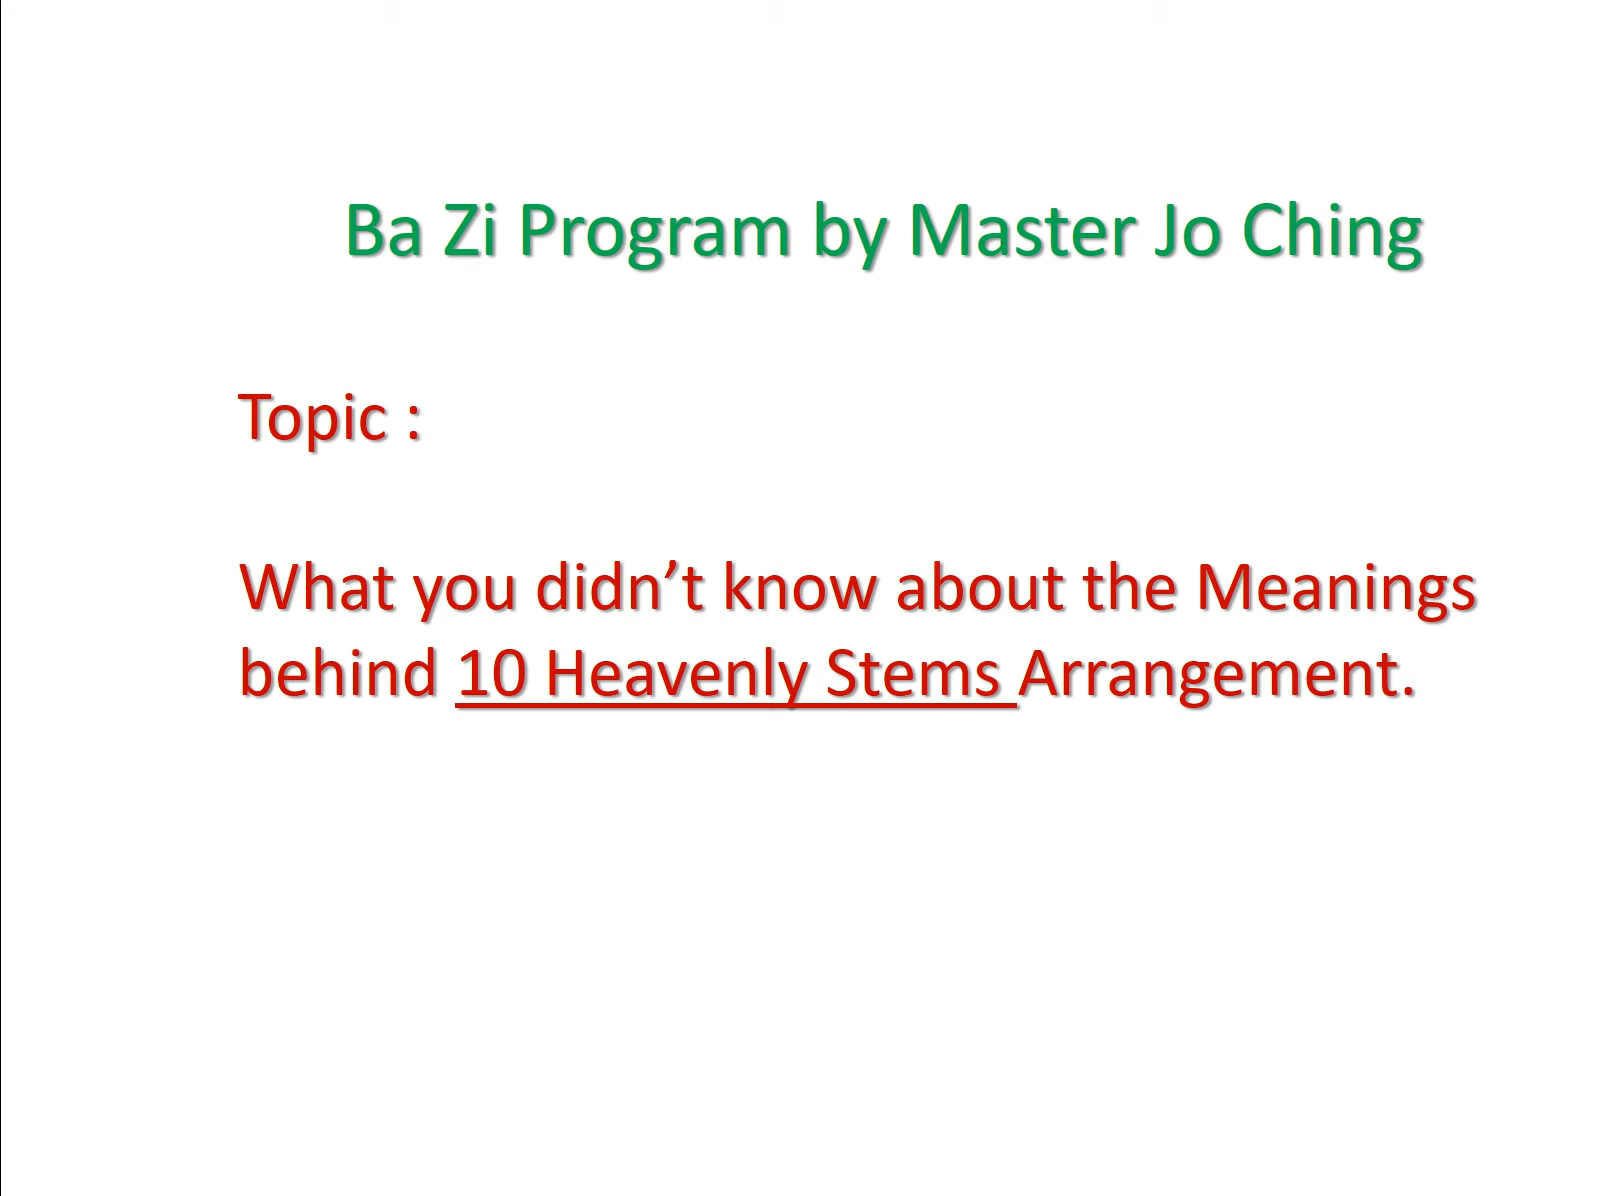 Ba Zi Program by Master Jo Ching
Topic :
What you didn’t know about the Meanings
behind 10 Heavenly Stems Arrangement.